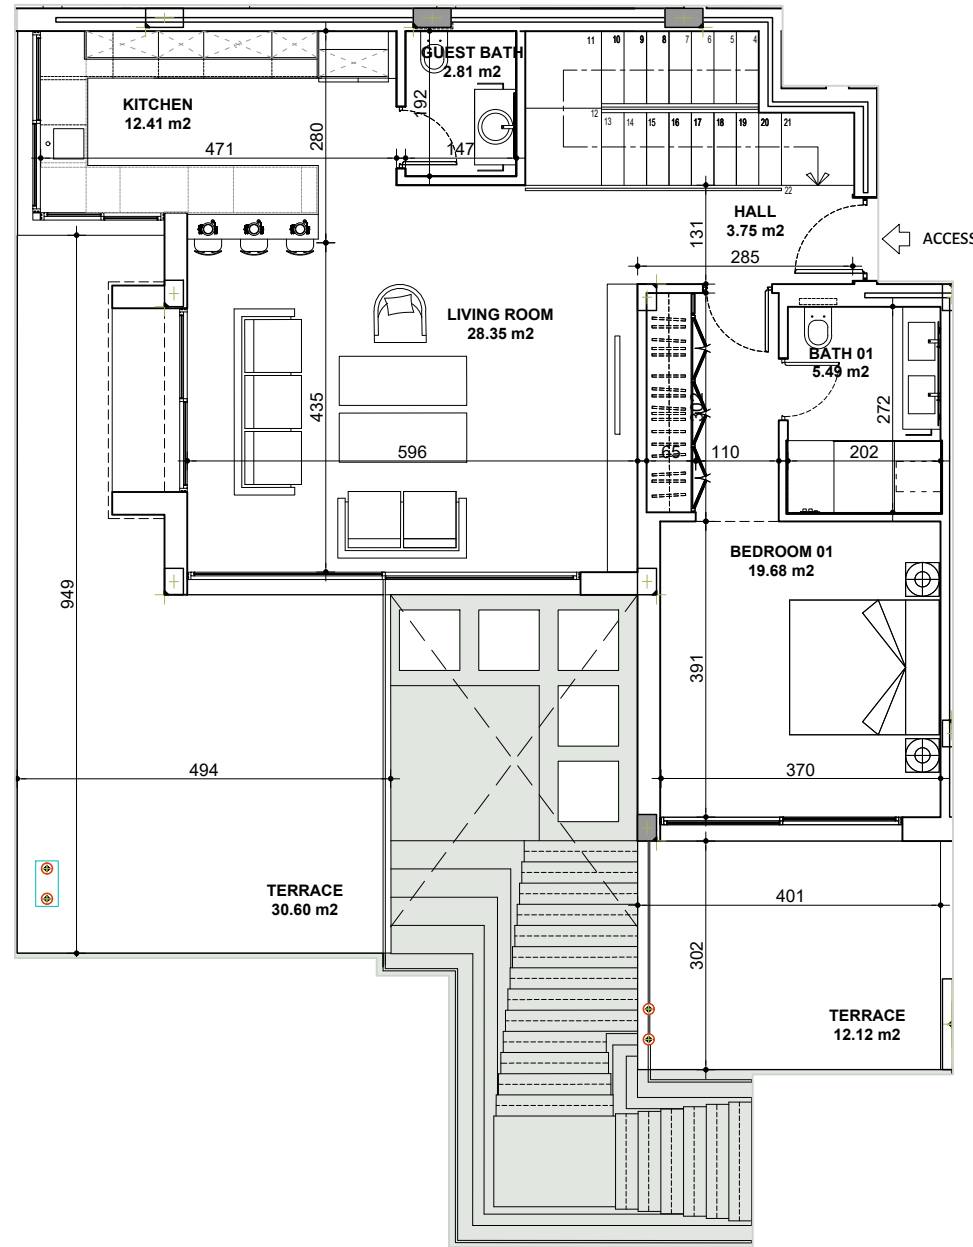 GUEST BATH
2.81 m2
192
147
KITCHEN
12.41 m2
471
280
11 10 9 8 7 6 5 4
12
13 14 15 16 17 18 19 20 21
22
HALL
3.75 m2
131
285
ACCESS
LIVING ROOM
28.35 m2
435
596
BATH 01
5.49 m2
272
65
110
202
BEDROOM 01
19.68 m2
391
370
949
494
TERRACE
30.60 m2
401
302
TERRACE
12.12 m2